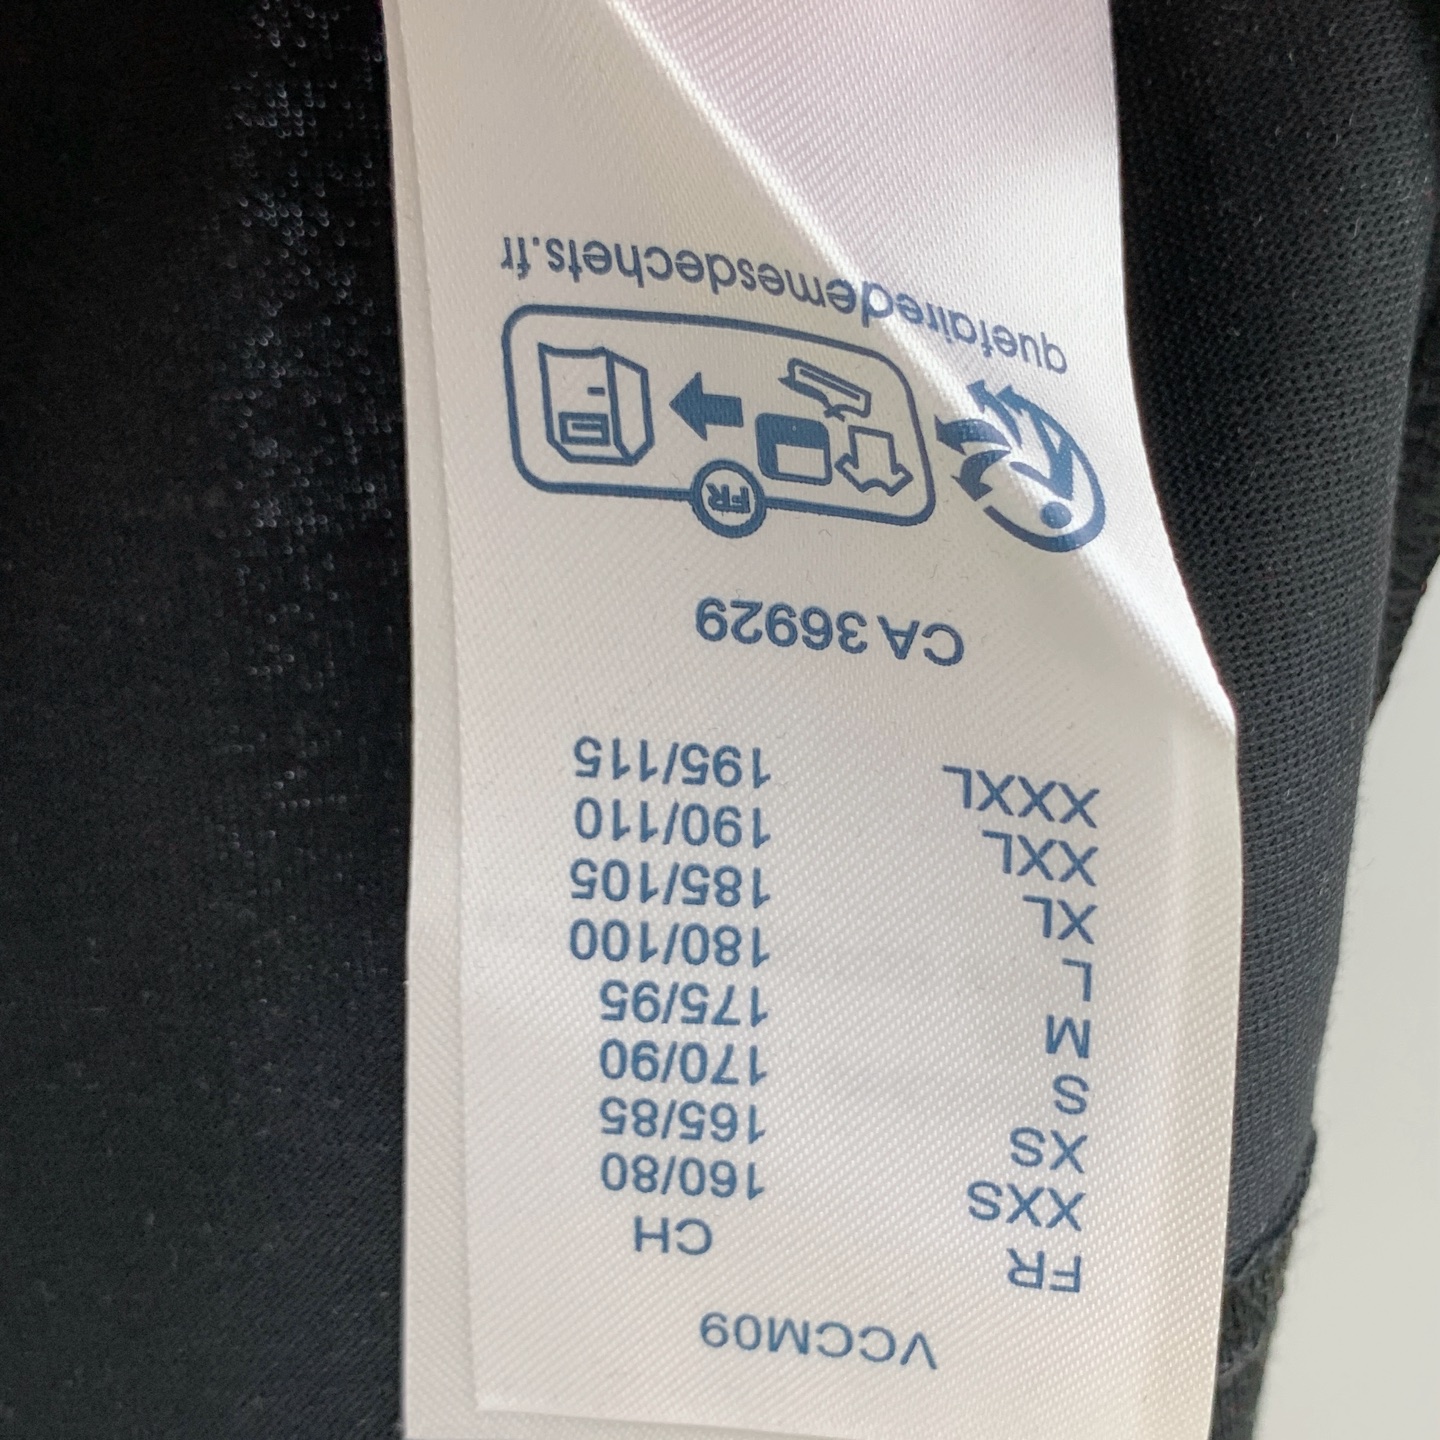 VCCM09
FR CH
XXS 160/80
XS 165/85
S 170/90
M 175/95
L 180/100
XL 185/105
XXL 190/110
XXXL 195/115
CA 36929
FR
quefairedemesdechets.fr